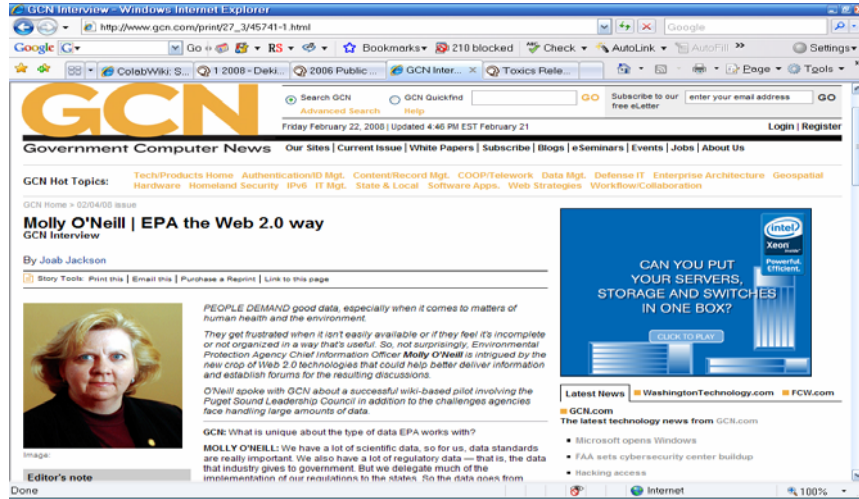 GCN Interview - Windows Internet Explorer
http://www.gcn.com/print/27_3/45741-1.html
Google
Google G Go RS Bookmarks 210 blocked Check AutoLink AutoFill » Settings
ColabWiki: S... 1 2008 - Deki... 2006 Public ... GCN Inter... Toxics Rele... Page Tools »
GCN
Search GCN GCN Quickfind GO Subscribe to our free eLetter enter your email address GO
Advanced Search Help
Friday February 22, 2008 | Updated 4:46 PM EST February 21 Login | Register
Government Computer News Our Sites | Current Issue | White Papers | Subscribe | Blogs | eSeminars | Events | Jobs | About Us
GCN Hot Topics: Tech/Products Home Authentication/ID Mgt. Content/Record Mgt. COOP/Telework Data Mgt. Defense IT Enterprise Architecture Geospatial
Hardware Homeland Security IPv6 IT Mgt. State & Local Software Apps. Web Strategies Workflow/Collaboration
GCN Home > 02/04/08 issue
Molly O'Neill | EPA the Web 2.0 way
GCN Interview
By Joab Jackson
Story Tools: Print this | Email this | Purchase a Reprint | Link to this page
PEOPLE DEMAND good data, especially when it comes to matters of
human health and the environment.
They get frustrated when it isn't easily available or if they feel it's incomplete
or not organized in a way that's useful. So, not surprisingly, Environmental
Protection Agency Chief Information Officer Molly O'Neill is intrigued by the
new crop of Web 2.0 technologies that could help better deliver information
and establish forums for the resulting discussions.
O'Neill spoke with GCN about a successful wiki-based pilot involving the
Puget Sound Leadership Council in addition to the challenges agencies
face handling large amounts of data.
GCN: What is unique about the type of data EPA works with?
MOLLY O'NEILL: We have a lot of scientific data, so for us, data standards
are really important. We also have a lot of regulatory data — that is, the data
that industry gives to government. But we delegate much of the
implementation of our regulations to the states. So the data goes from
Image:
Editor's note
intel
Xeon
Powerful.
Efficient.
CAN YOU PUT
YOUR SERVERS,
STORAGE AND SWITCHES
IN ONE BOX?
CLICK TO PLAY
Latest News WashingtonTechnology.com FCW.com
GCN.com
The latest technology news from GCN.com
Microsoft opens Windows
FAA sets cybersecurity center buildup
Hacking access
Done Internet 100%